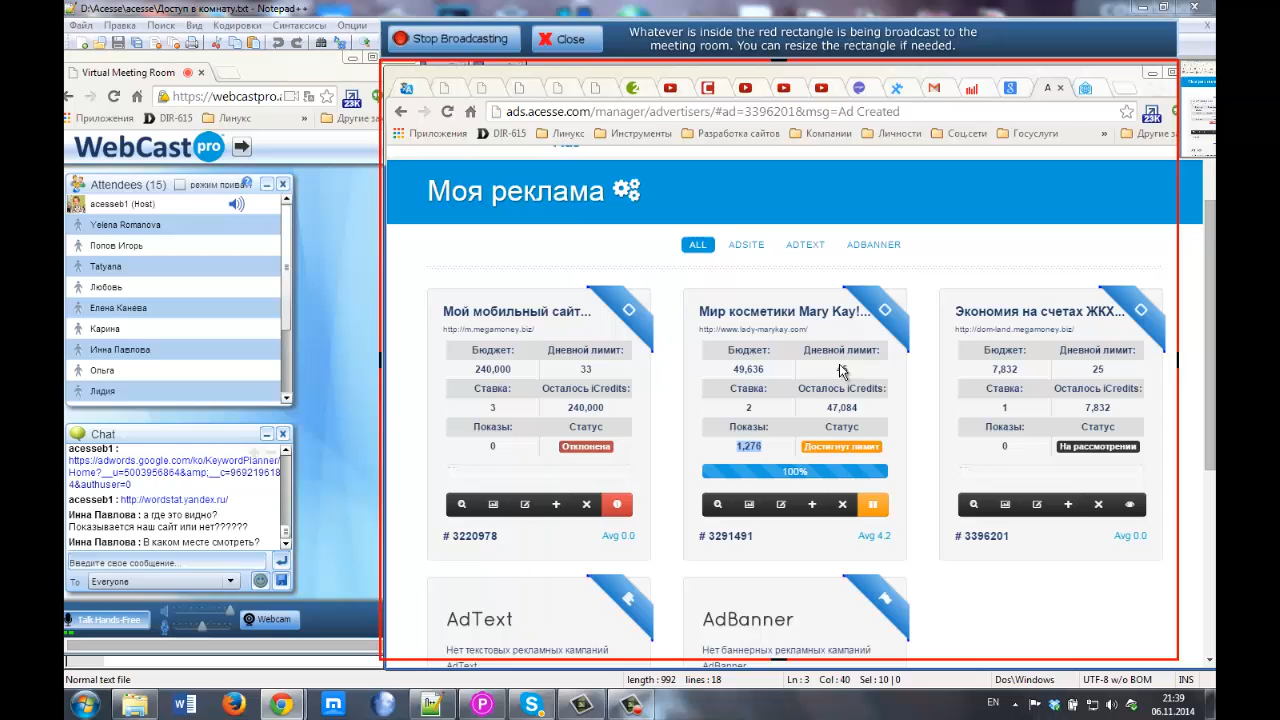 D:\Acesse\acesse\Доступ в комнату.txt - Notepad++
Файл Правка Поиск Вид Кодировки Синтаксисы Опции
Stop Broadcasting
Close
Whatever is inside the red rectangle is being broadcast to the
meeting room. You can resize the rectangle if needed.
Virtual Meeting Room
https://webcastpro.
23K
Приложения DIR-615 Линукс » Другие за
WebCast pro
Attendees (15) режим прива
acesseb1 (Host)
Yelena Romanova
Попов Игорь
Tatyana
Любовь
Елена Канева
Карина
Инна Павлова
Ольга
Лидия
Chat
acesseb1 :
https://adwords.google.com/ko/KeywordPlanner/
Home?__u=5003956864&amp;__c=969219618
4&authuser=0
acesseb1 : http://wordstat.yandex.ru/
Инна Павлова : а где это видно?
Показывается наш сайт или нет??????
Инна Павлова : В каком месте смотреть?
Введите свое сообщение...
To Everyone
Talk Hands-Free
Webcam
ads.acesse.com/manager/advertisers/#ad=3396201&msg=Ad Created
23K
Приложения DIR-615 Линукс Инструменты Разработка сайтов Компании Личности Соц.сети Госуслуги » Другие за
Моя реклама
ALL ADSITE ADTEXT ADBANNER
Мой мобильный сайт...
http://m.megamoney.biz/
Бюджет: Дневной лимит:
240,000 33
Ставка: Осталось iCredits:
3 240,000
Показы: Статус
0 Отклонена
# 3220978 Avg 0.0
Мир косметики Mary Kay!...
http://www.lady-marykay.com/
Бюджет: Дневной лимит:
49,636
Ставка: Осталось iCredits:
2 47,084
Показы: Статус
1,276 Достигнут лимит
100%
# 3291491 Avg 4.2
Экономия на счетах ЖКХ...
http://dom-land.megamoney.biz/
Бюджет: Дневной лимит:
7,832 25
Ставка: Осталось iCredits:
1 7,832
Показы: Статус
0 На рассмотрении
# 3396201 Avg 0.0
AdText
Нет текстовых рекламных кампаний
AdText
AdBanner
Нет баннерных рекламных кампаний
AdBanner
Normal text file length : 992 lines : 18 Ln : 3 Col : 40 Sel : 10 | 0 Dos\Windows UTF-8 w/o BOM INS
EN 21:39
06.11.2014